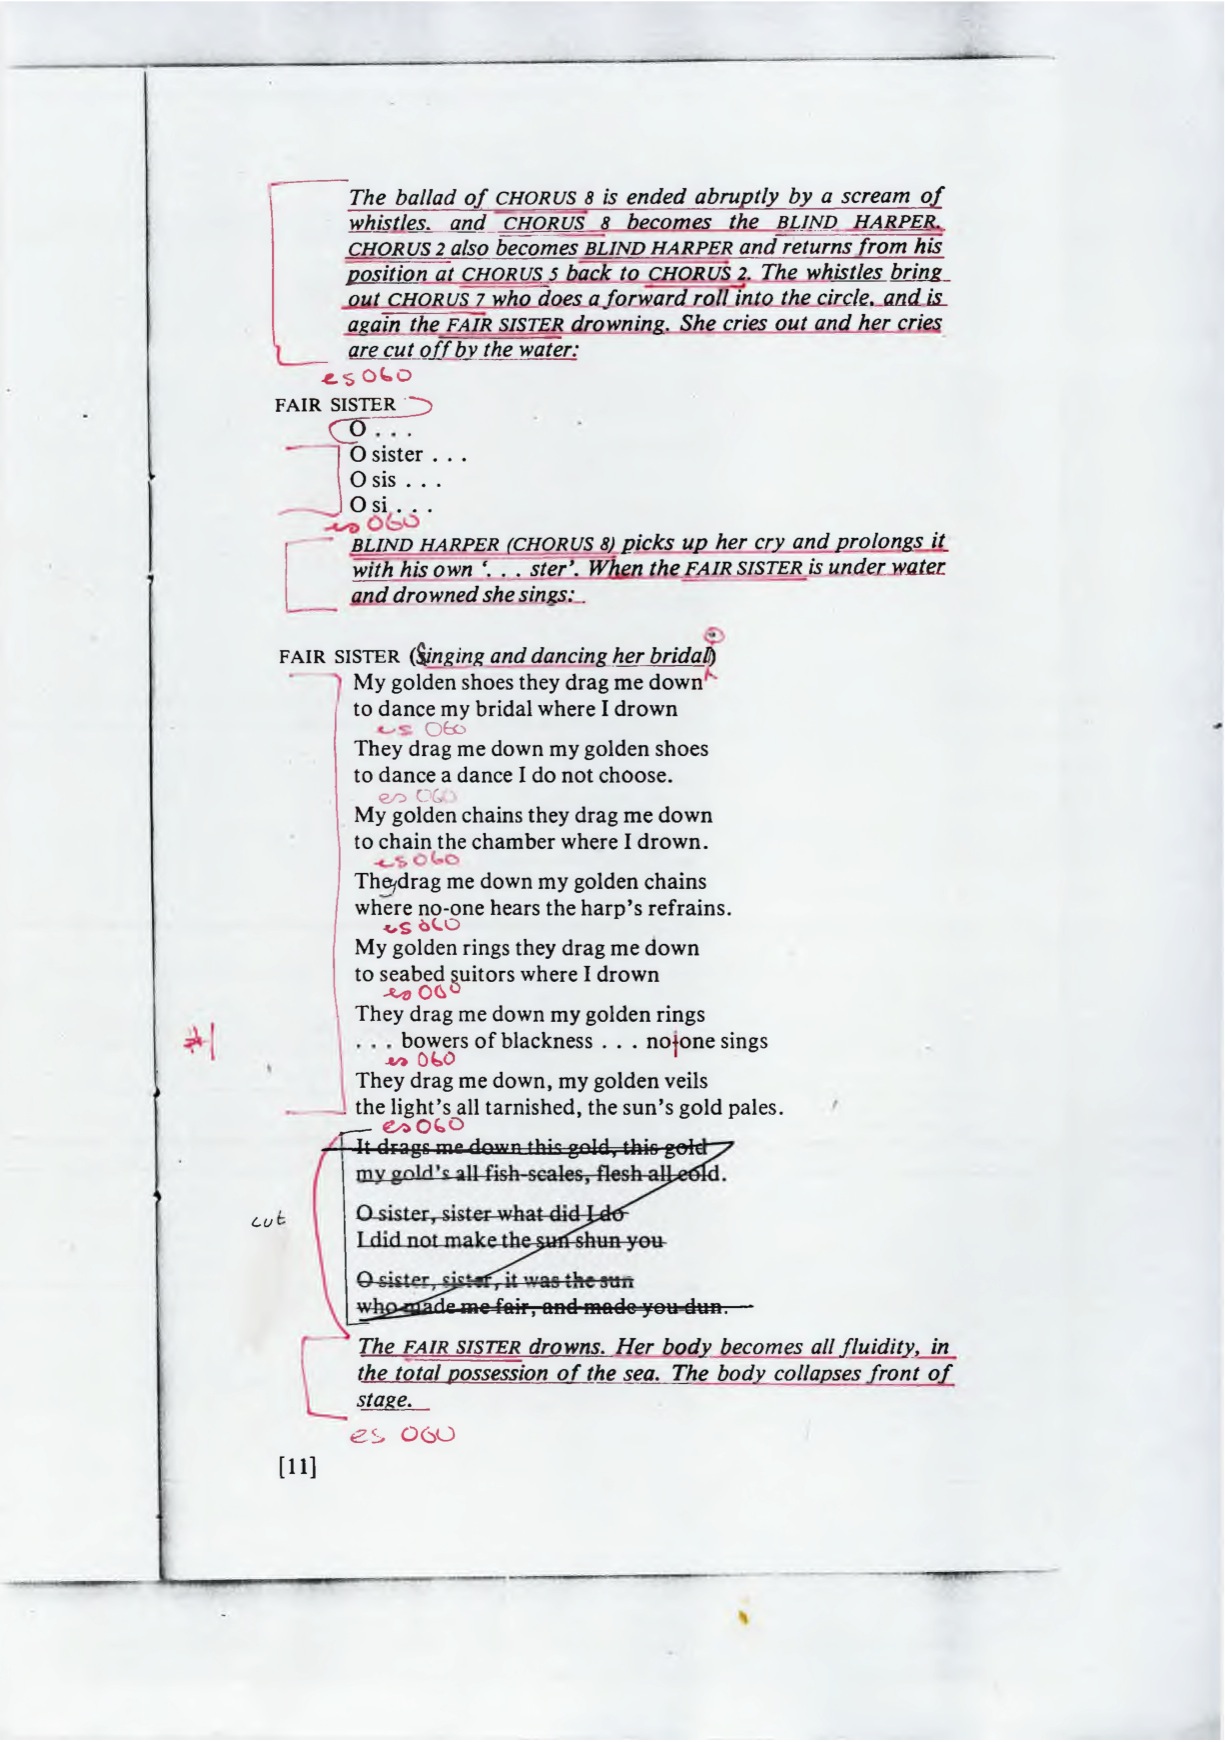 The ballad of CHORUS 8 is ended abruptly by a scream of
whistles. and CHORUS 8 becomes the BLIND HARPER.
CHORUS 2 also becomes BLIND HARPER and returns from his
position at CHORUS 5 back to CHORUS 2. The whistles bring
out CHORUS 7 who does a forward roll into the circle, and is
again the FAIR SISTER drowning. She cries out and her cries
are cut off by the water:
es 060
FAIR SISTER
O . . .
O sister . . .
O sis . . .
O si . . .
es 060
BLIND HARPER (CHORUS 8) picks up her cry and prolongs it
with his own ‘. . . ster’. When the FAIR SISTER is under water
and drowned she sings:
FAIR SISTER (Singing and dancing her bridal)
My golden shoes they drag me down
to dance my bridal where I drown
es 060
They drag me down my golden shoes
to dance a dance I do not choose.
es 060
My golden chains they drag me down
to chain the chamber where I drown.
es 060
They drag me down my golden chains
where no-one hears the harp’s refrains.
es 060
My golden rings they drag me down
to seabed suitors where I drown
es 060
They drag me down my golden rings
. . . bowers of blackness . . . no-one sings
es 060
They drag me down, my golden veils
the light’s all tarnished, the sun’s gold pales.
es 060
It drags me down this gold, this gold
my gold’s all fish-scales, flesh all cold.
cut
O sister, sister what did I do
I did not make the sun shun you
O sister, sister, it was the sun
who made me fair, and made you dun.
The FAIR SISTER drowns. Her body becomes all fluidity, in
the total possession of the sea. The body collapses front of
stage.
es 060
[11]